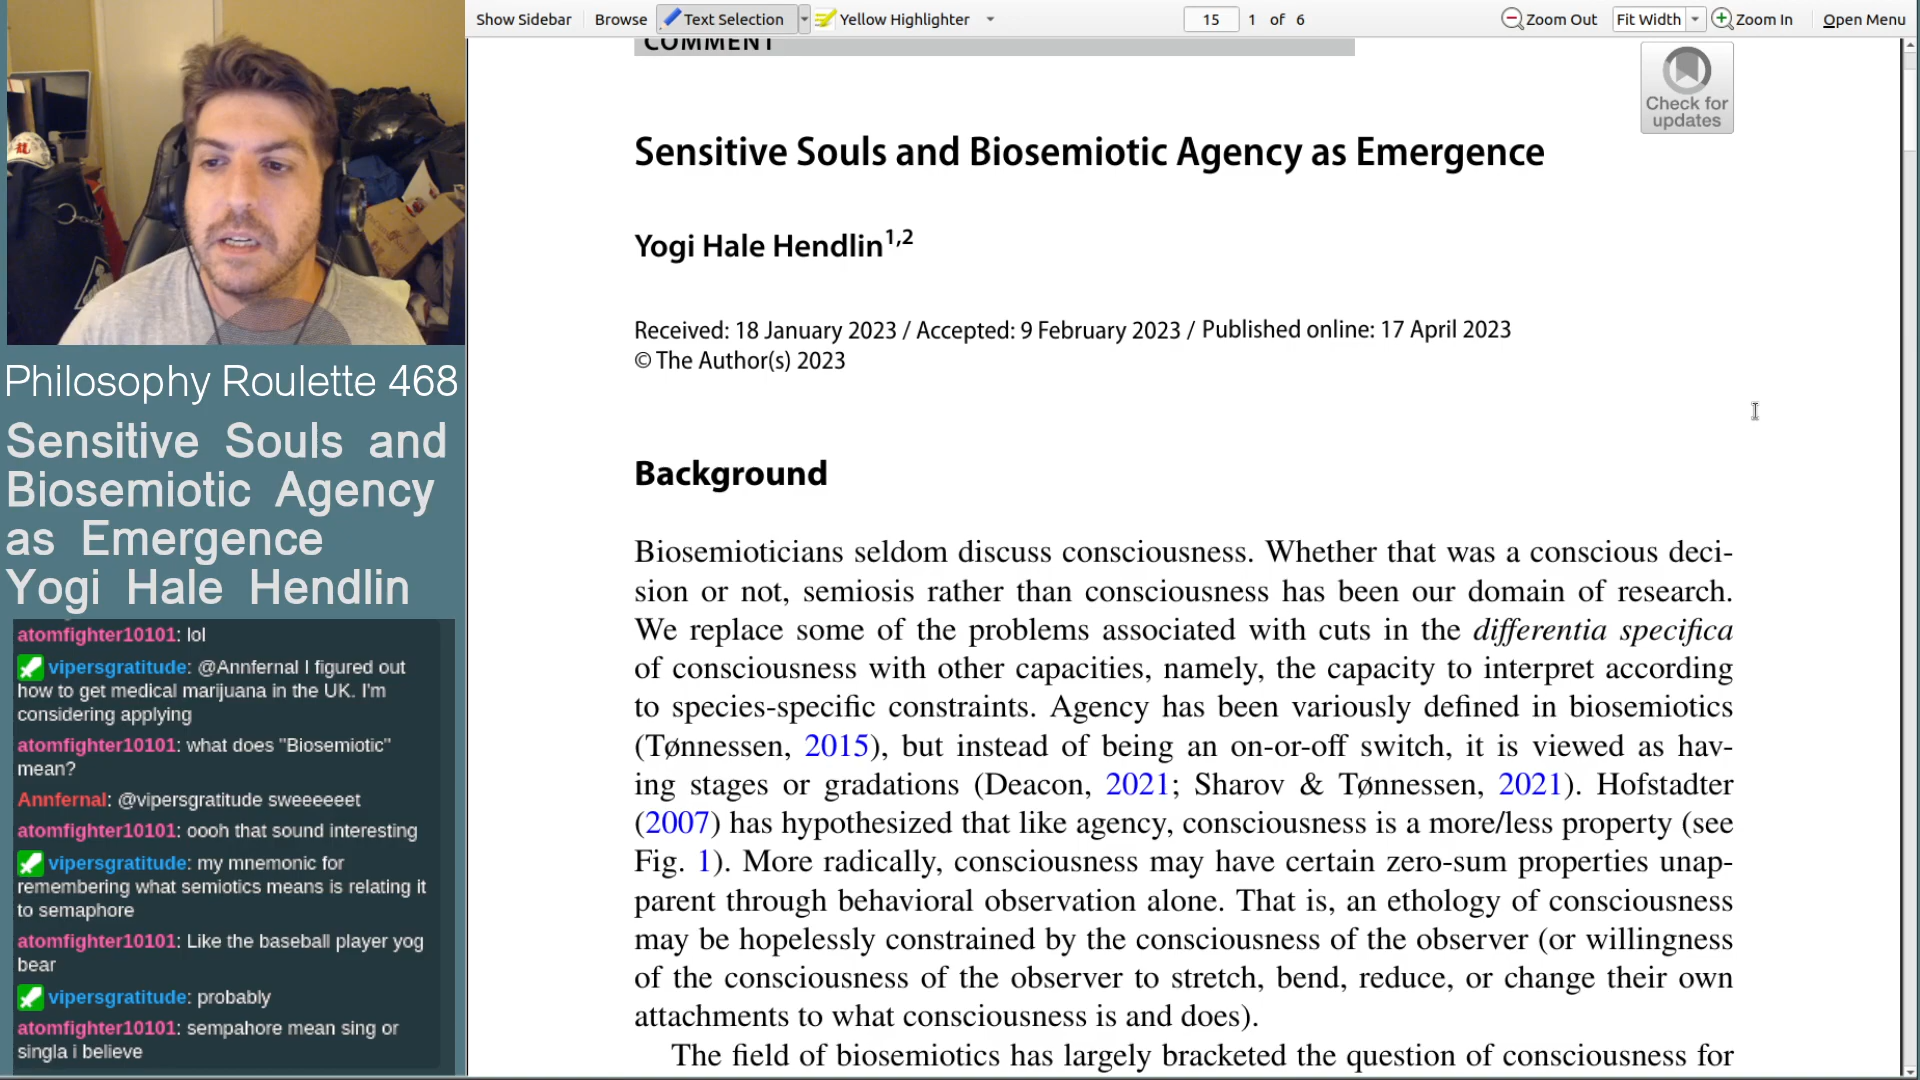 Show Sidebar Browse Text Selection Yellow Highlighter 15 1 of 6 Zoom Out Fit Width Zoom In Open Menu
COMMENT
Check for
updates
Sensitive Souls and Biosemiotic Agency as Emergence
Yogi Hale Hendlin1,2
Received: 18 January 2023 / Accepted: 9 February 2023 / Published online: 17 April 2023
© The Author(s) 2023
Background
Biosemioticians seldom discuss consciousness. Whether that was a conscious deci-
sion or not, semiosis rather than consciousness has been our domain of research.
We replace some of the problems associated with cuts in the differentia specifica
of consciousness with other capacities, namely, the capacity to interpret according
to species-specific constraints. Agency has been variously defined in biosemiotics
(Tønnessen, 2015), but instead of being an on-or-off switch, it is viewed as hav-
ing stages or gradations (Deacon, 2021; Sharov & Tønnessen, 2021). Hofstadter
(2007) has hypothesized that like agency, consciousness is a more/less property (see
Fig. 1). More radically, consciousness may have certain zero-sum properties unap-
parent through behavioral observation alone. That is, an ethology of consciousness
may be hopelessly constrained by the consciousness of the observer (or willingness
of the consciousness of the observer to stretch, bend, reduce, or change their own
attachments to what consciousness is and does).
The field of biosemiotics has largely bracketed the question of consciousness for
Philosophy Roulette 468
Sensitive Souls and
Biosemiotic Agency
as Emergence
Yogi Hale Hendlin
atomfighter10101: lol
vipersgratitude: @Annfernal I figured out
how to get medical marijuana in the UK. I'm
considering applying
atomfighter10101: what does "Biosemiotic"
mean?
Annfernal: @vipersgratitude sweeeeeet
atomfighter10101: oooh that sound interesting
vipersgratitude: my mnemonic for
remembering what semiotics means is relating it
to semaphore
atomfighter10101: Like the baseball player yog
bear
vipersgratitude: probably
atomfighter10101: sempahore mean sing or
singla i believe